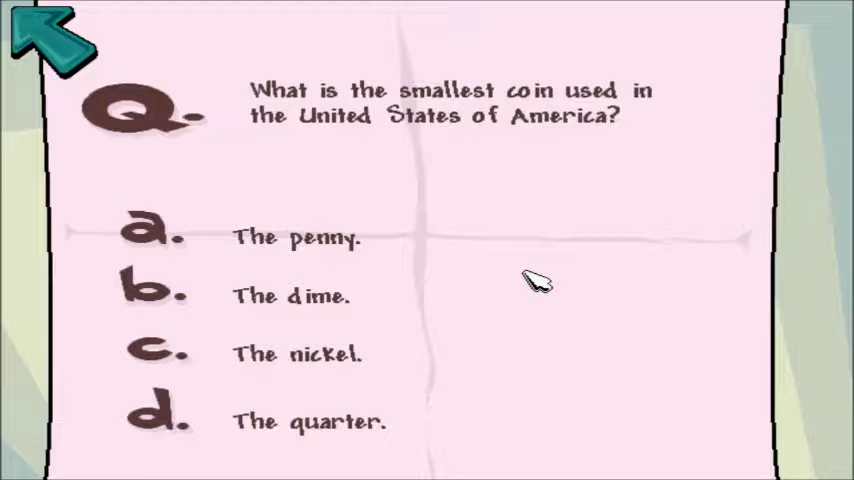 Q. What is the smallest coin used in
the United States of America?
a. The penny.
b. The dime.
c. The nickel.
d. The quarter.